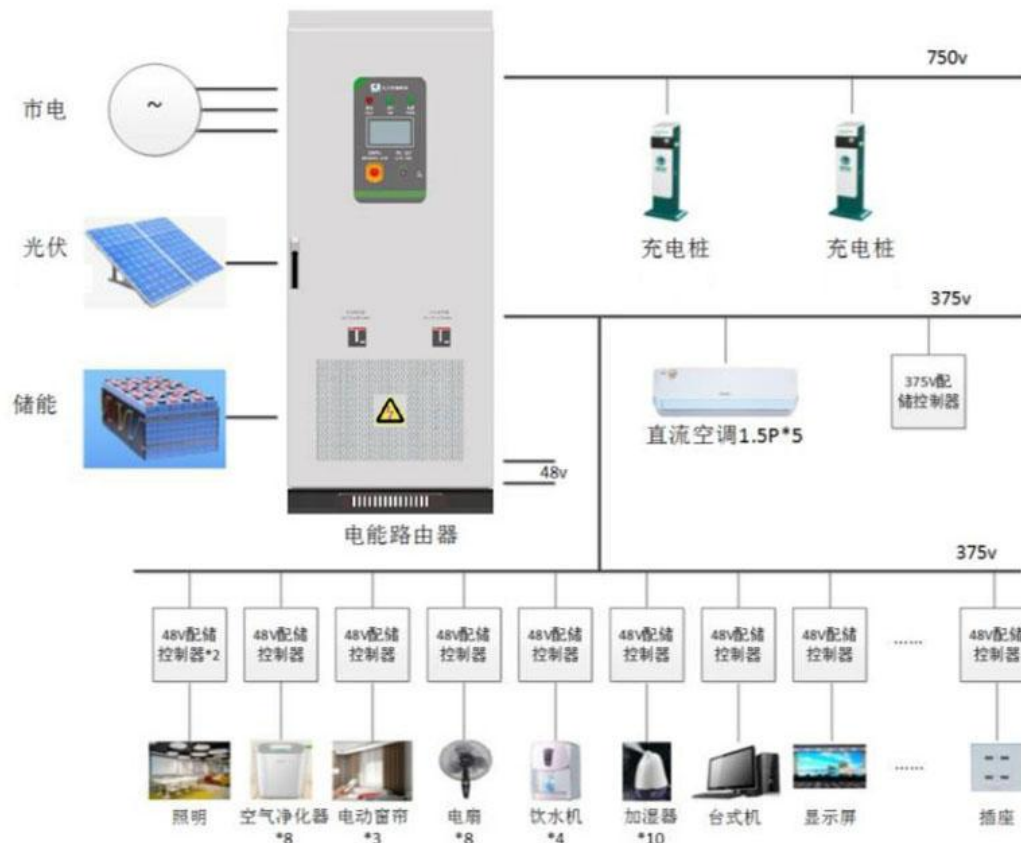 750v
市电
~
充电桩
充电桩
光伏
375v
375V配
储控制器
储能
直流空调1.5P*5
48v
电能路由器
375v
48V配储
控制器*2
48V配储
控制器
48V配储
控制器
48V配储
控制器
48V配储
控制器
48V配储
控制器
48V配储
控制器
48V配储
控制器
……
48V配储
控制器
照明
空气净化器
*8
电动窗帘
*3
电扇
*8
饮水机
*4
加湿器
*10
台式机
显示屏
……
插座